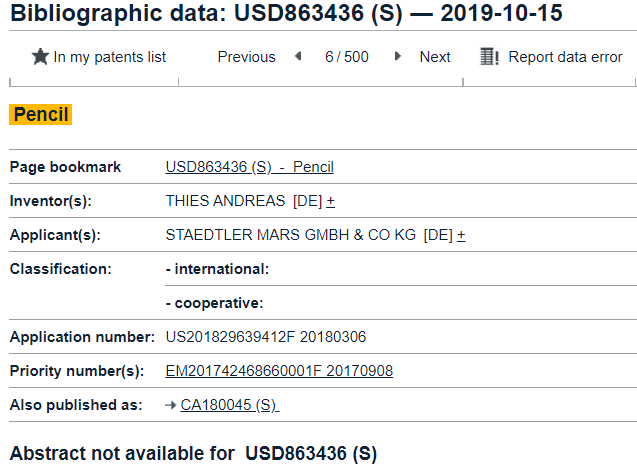 Bibliographic data: USD863436 (S) — 2019-10-15
In my patents list Previous 6/500 Next Report data error
Pencil
Page bookmark USD863436 (S) - Pencil
Inventor(s): THIES ANDREAS [DE] +
Applicant(s): STAEDTLER MARS GMBH & CO KG [DE] +
Classification: - international:
- cooperative:
Application number: US201829639412F 20180306
Priority number(s): EM201742468660001F 20170908
Also published as: CA180045 (S)
Abstract not available for USD863436 (S)